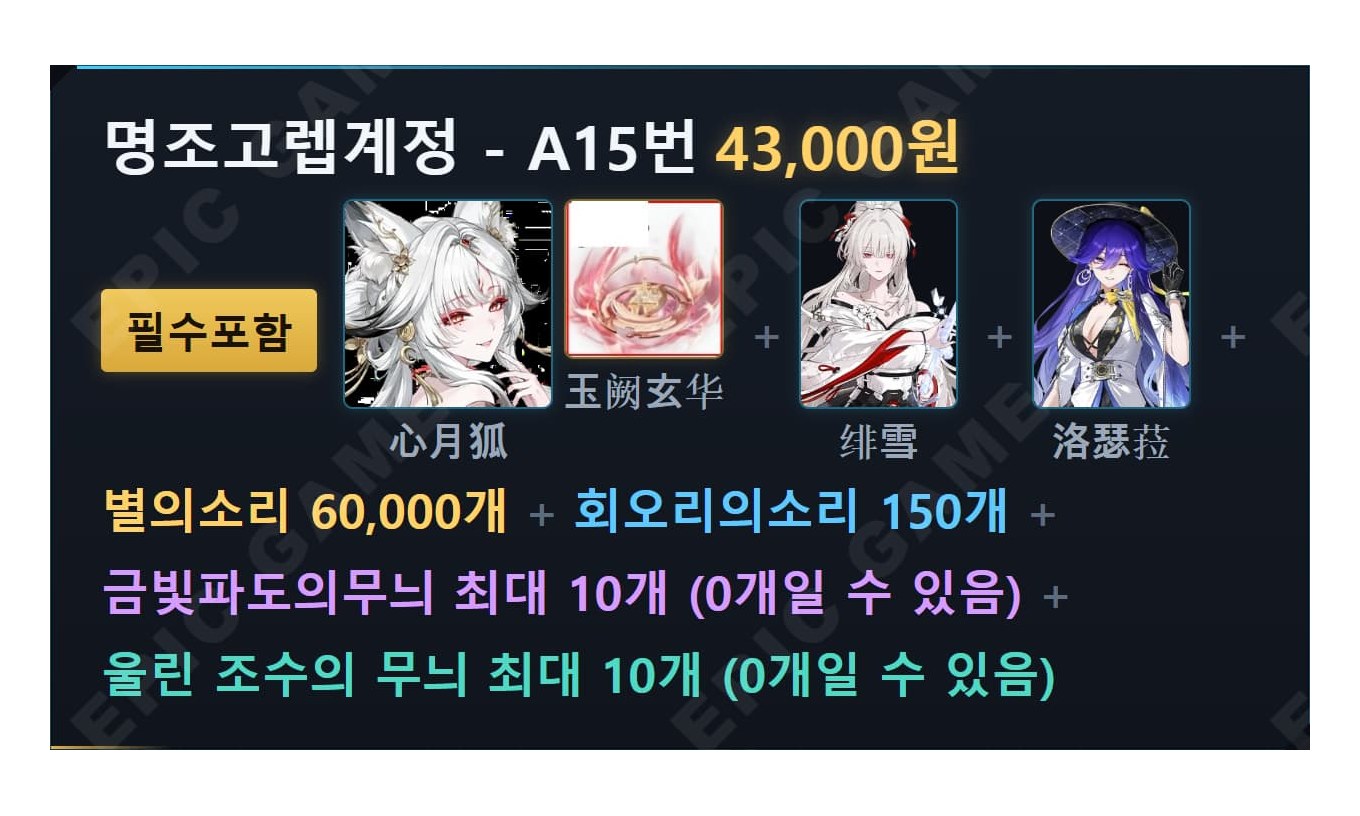 명조고렙계정 - A15번 43,000원
필수포함
玉阙玄华
+ + +
心月狐 绯雪 洛瑟菈
별의소리 60,000개 + 회오리의소리 150개 +
금빛파도의무늬 최대 10개 (0개일 수 있음) +
울린 조수의 무늬 최대 10개 (0개일 수 있음)
EPIC GAME